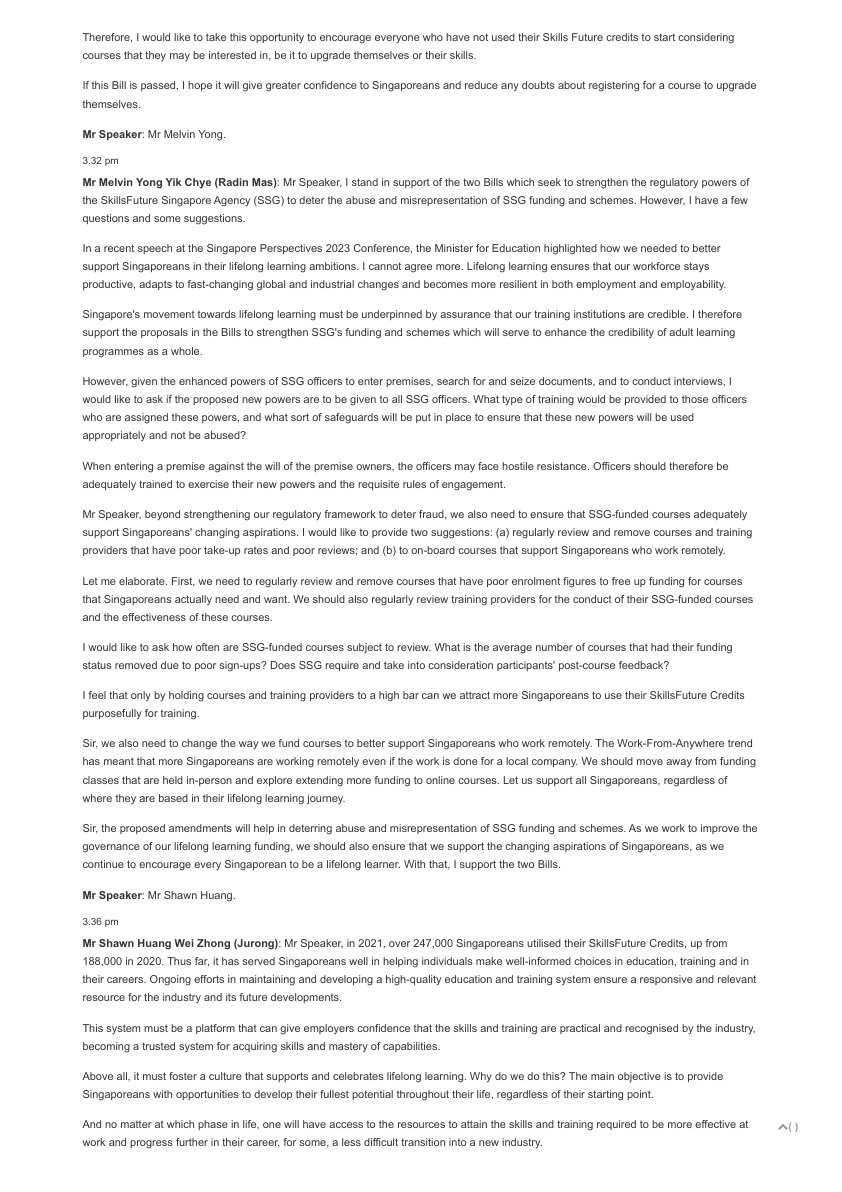 Therefore, I would like to take this opportunity to encourage everyone who have not used their Skills Future credits to start considering
courses that they may be interested in, be it to upgrade themselves or their skills.
If this Bill is passed, I hope it will give greater confidence to Singaporeans and reduce any doubts about registering for a course to upgrade
themselves.
Mr Speaker: Mr Melvin Yong.
3.32 pm
Mr Melvin Yong Yik Chye (Radin Mas): Mr Speaker, I stand in support of the two Bills which seek to strengthen the regulatory powers of
the SkillsFuture Singapore Agency (SSG) to deter the abuse and misrepresentation of SSG funding and schemes. However, I have a few
questions and some suggestions.
In a recent speech at the Singapore Perspectives 2023 Conference, the Minister for Education highlighted how we needed to better
support Singaporeans in their lifelong learning ambitions. I cannot agree more. Lifelong learning ensures that our workforce stays
productive, adapts to fast-changing global and industrial changes and becomes more resilient in both employment and employability.
Singapore's movement towards lifelong learning must be underpinned by assurance that our training institutions are credible. I therefore
support the proposals in the Bills to strengthen SSG's funding and schemes which will serve to enhance the credibility of adult learning
programmes as a whole.
However, given the enhanced powers of SSG officers to enter premises, search for and seize documents, and to conduct interviews, I
would like to ask if the proposed new powers are to be given to all SSG officers. What type of training would be provided to those officers
who are assigned these powers, and what sort of safeguards will be put in place to ensure that these new powers will be used
appropriately and not be abused?
When entering a premise against the will of the premise owners, the officers may face hostile resistance. Officers should therefore be
adequately trained to exercise their new powers and the requisite rules of engagement.
Mr Speaker, beyond strengthening our regulatory framework to deter fraud, we also need to ensure that SSG-funded courses adequately
support Singaporeans' changing aspirations. I would like to provide two suggestions: (a) regularly review and remove courses and training
providers that have poor take-up rates and poor reviews; and (b) to on-board courses that support Singaporeans who work remotely.
Let me elaborate. First, we need to regularly review and remove courses that have poor enrolment figures to free up funding for courses
that Singaporeans actually need and want. We should also regularly review training providers for the conduct of their SSG-funded courses
and the effectiveness of these courses.
I would like to ask how often are SSG-funded courses subject to review. What is the average number of courses that had their funding
status removed due to poor sign-ups? Does SSG require and take into consideration participants' post-course feedback?
I feel that only by holding courses and training providers to a high bar can we attract more Singaporeans to use their SkillsFuture Credits
purposefully for training.
Sir, we also need to change the way we fund courses to better support Singaporeans who work remotely. The Work-From-Anywhere trend
has meant that more Singaporeans are working remotely even if the work is done for a local company. We should move away from funding
classes that are held in-person and explore extending more funding to online courses. Let us support all Singaporeans, regardless of
where they are based in their lifelong learning journey.
Sir, the proposed amendments will help in deterring abuse and misrepresentation of SSG funding and schemes. As we work to improve the
governance of our lifelong learning funding, we should also ensure that we support the changing aspirations of Singaporeans, as we
continue to encourage every Singaporean to be a lifelong learner. With that, I support the two Bills.
Mr Speaker: Mr Shawn Huang.
3.36 pm
Mr Shawn Huang Wei Zhong (Jurong): Mr Speaker, in 2021, over 247,000 Singaporeans utilised their SkillsFuture Credits, up from
188,000 in 2020. Thus far, it has served Singaporeans well in helping individuals make well-informed choices in education, training and in
their careers. Ongoing efforts in maintaining and developing a high-quality education and training system ensure a responsive and relevant
resource for the industry and its future developments.
This system must be a platform that can give employers confidence that the skills and training are practical and recognised by the industry,
becoming a trusted system for acquiring skills and mastery of capabilities.
Above all, it must foster a culture that supports and celebrates lifelong learning. Why do we do this? The main objective is to provide
Singaporeans with opportunities to develop their fullest potential throughout their life, regardless of their starting point.
And no matter at which phase in life, one will have access to the resources to attain the skills and training required to be more effective at
work and progress further in their career, for some, a less difficult transition into a new industry.
( )